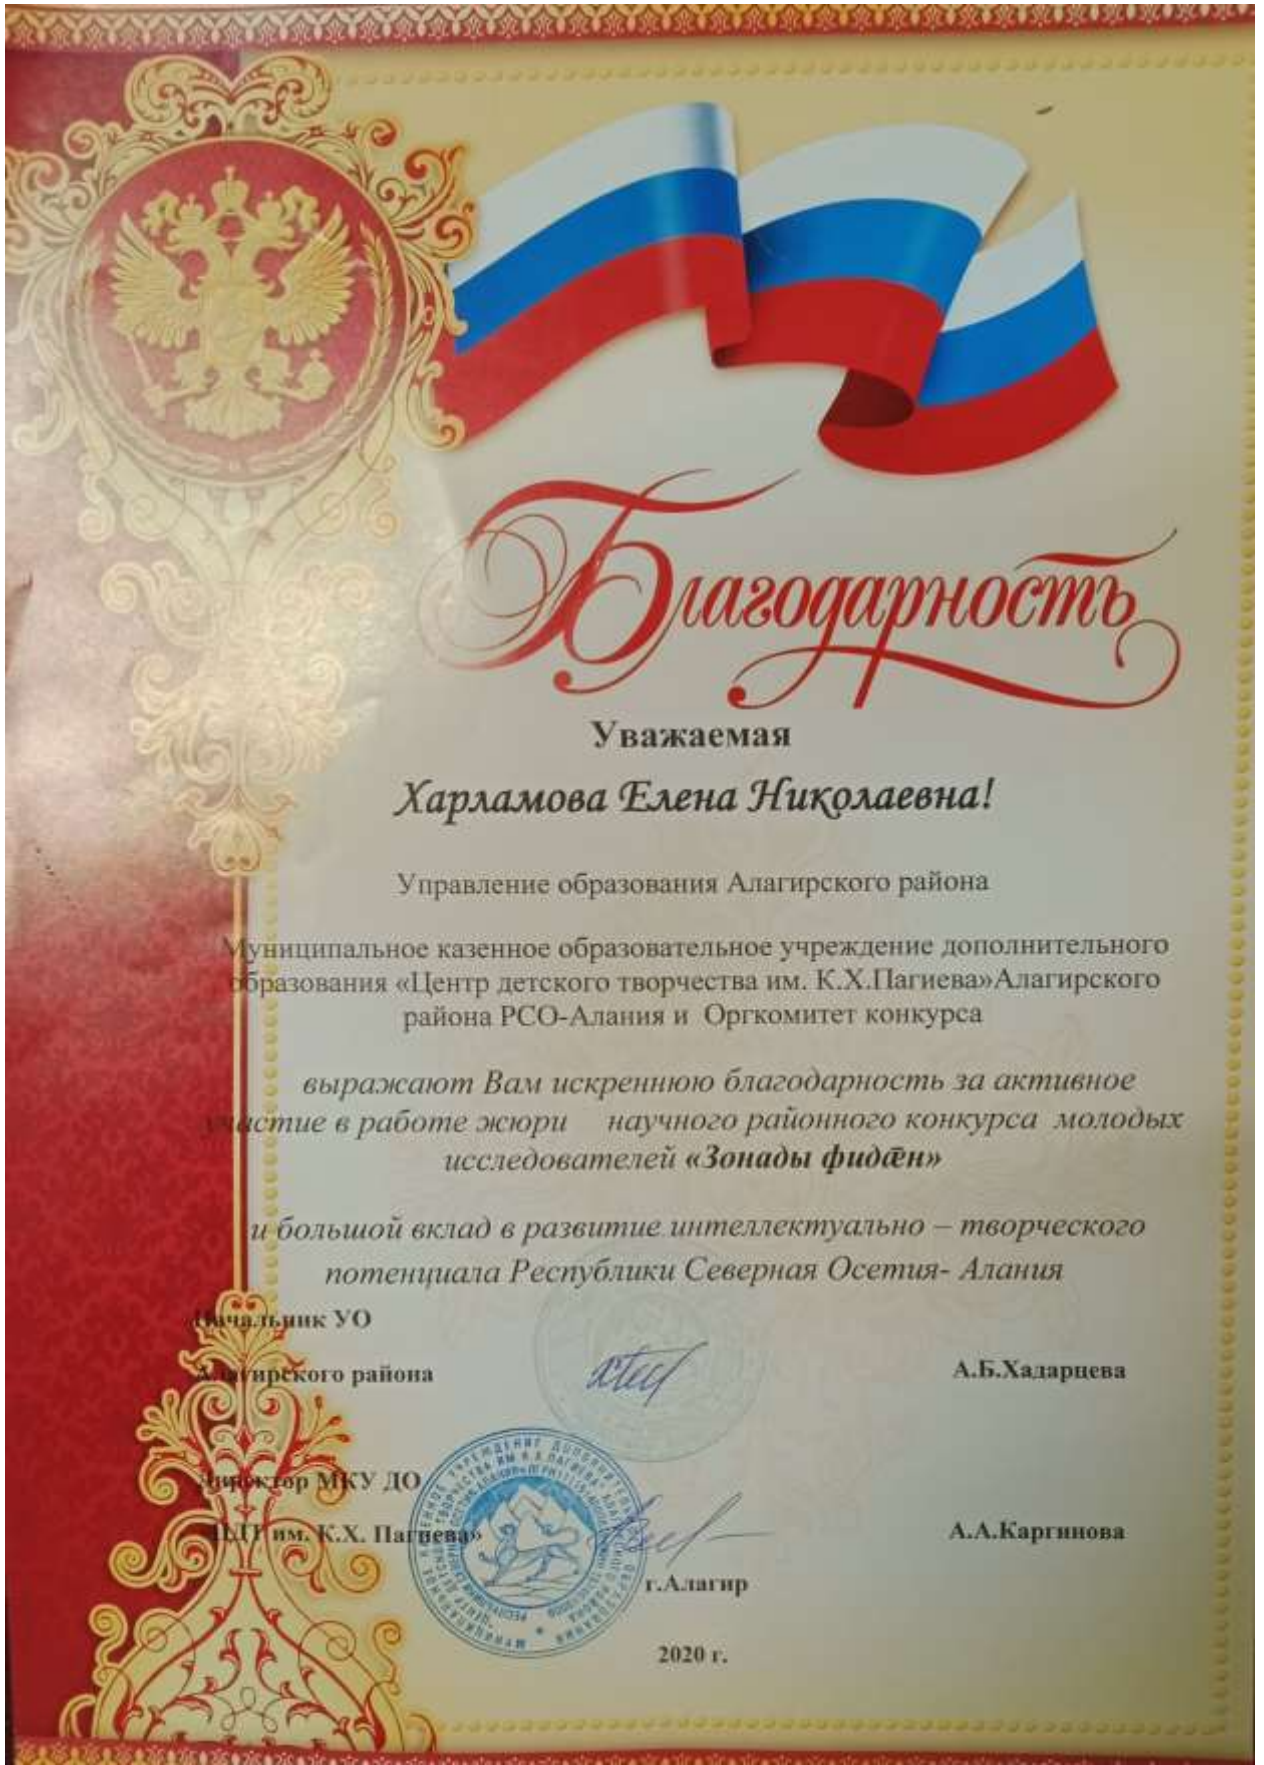 Благодарность
Уважаемая
Харламова Елена Николаевна!
Управление образования Алагирского района
Муниципальное казенное образовательное учреждение дополнительного
образования «Центр детского творчества им. К.Х.Пагиева»Алагирского
района РСО-Алания и Оргкомитет конкурса
выражают Вам искреннюю благодарность за активное
участие в работе жюри научного районного конкурса молодых
исследователей «Зонады фидӕн»
и большой вклад в развитие интеллектуально – творческого
потенциала Республики Северная Осетия- Алания
Начальник УО
Алагирского района А.Б.Хадарцева
Директор МКУ ДО
«ЦДТ им. К.Х. Пагиева» А.А.Каргинова
г.Алагир
2020 г.